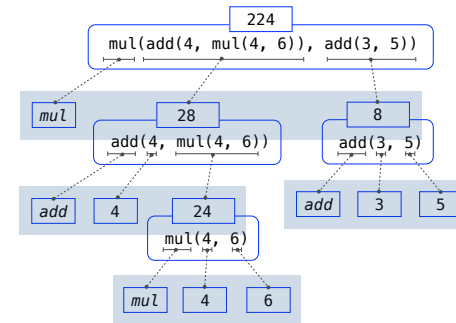 224
mul(add(4, mul(4, 6)), add(3, 5))
mul 28 8
add(4, mul(4, 6)) add(3, 5)
add 4 24 add 3 5
mul(4, 6)
mul 4 6